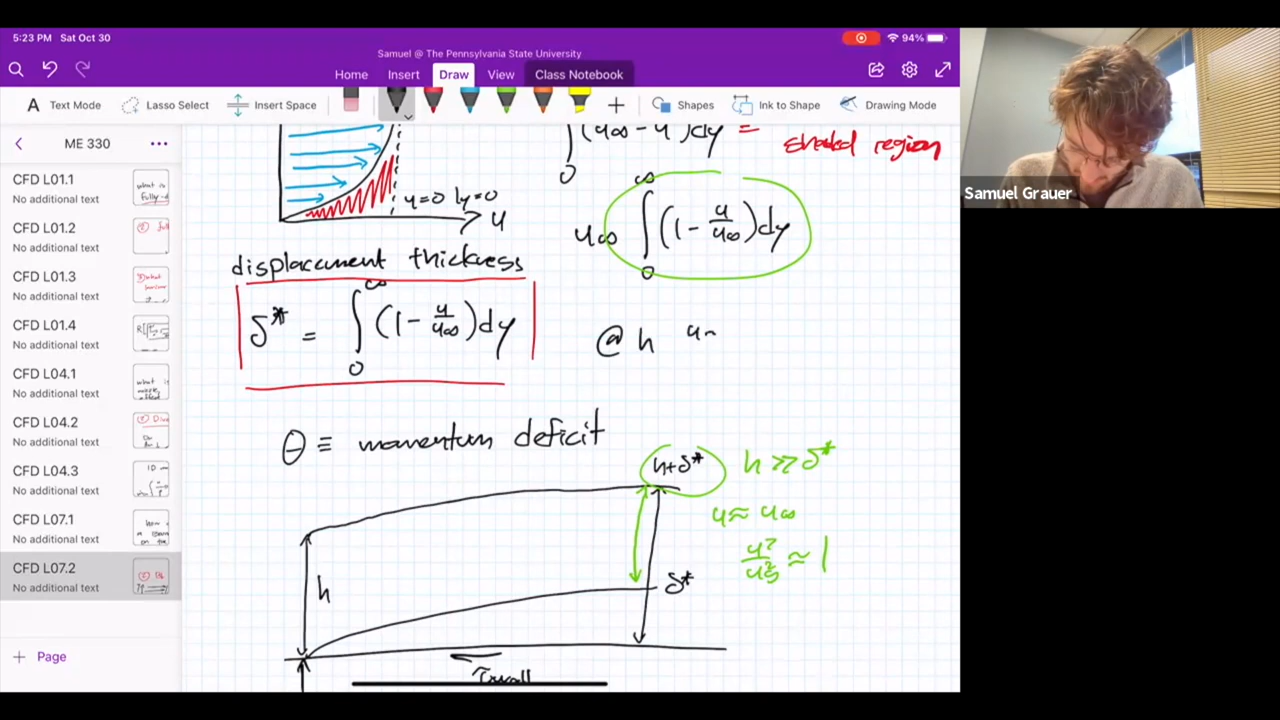 5:23 PM Sat Oct 30
94%
Samuel @ The Pennsylvania State University
Home Insert Draw View Class Notebook
Text Mode Lasso Select Insert Space Shapes Ink to Shape Drawing Mode
ME 330
CFD L01.1
No additional text
CFD L01.2
No additional text
CFD L01.3
No additional text
CFD L01.4
No additional text
CFD L04.1
No additional text
CFD L04.2
No additional text
CFD L04.3
No additional text
CFD L07.1
No additional text
CFD L07.2
No additional text
Page
u=0 |y=0
u
∫0 (u∞ - u) dy =
shaded region
u∞ ∫0^∞ (1 - u/u∞) dy
displacement thickness
δ* = ∫0^∞ (1 - u/u∞) dy
@ h
θ ≡ momentum deficit
h+δ*
h >> δ*
u ≈ u∞
u²/u∞² ≈ 1
h
δ*
τwall
Samuel Grauer